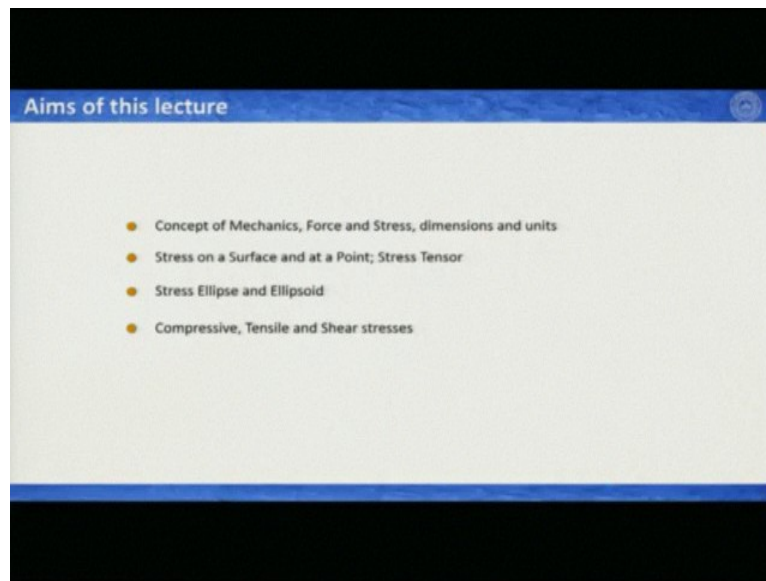 Aims of this lecture
Concept of Mechanics, Force and Stress, dimensions and units
Stress on a Surface and at a Point; Stress Tensor
Stress Ellipse and Ellipsoid
Compressive, Tensile and Shear stresses